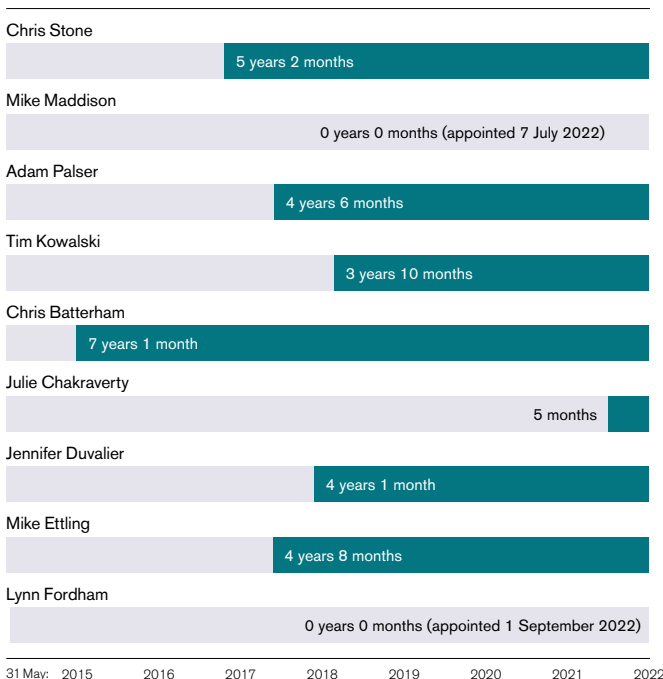 Chris Stone
5 years 2 months
Mike Maddison
0 years 0 months (appointed 7 July 2022)
Adam Palser
4 years 6 months
Tim Kowalski
3 years 10 months
Chris Batterham
7 years 1 month
Julie Chakraverty
5 months
Jennifer Duvalier
4 years 1 month
Mike Ettling
4 years 8 months
Lynn Fordham
0 years 0 months (appointed 1 September 2022)
31 May: 2015 2016 2017 2018 2019 2020 2021 2022